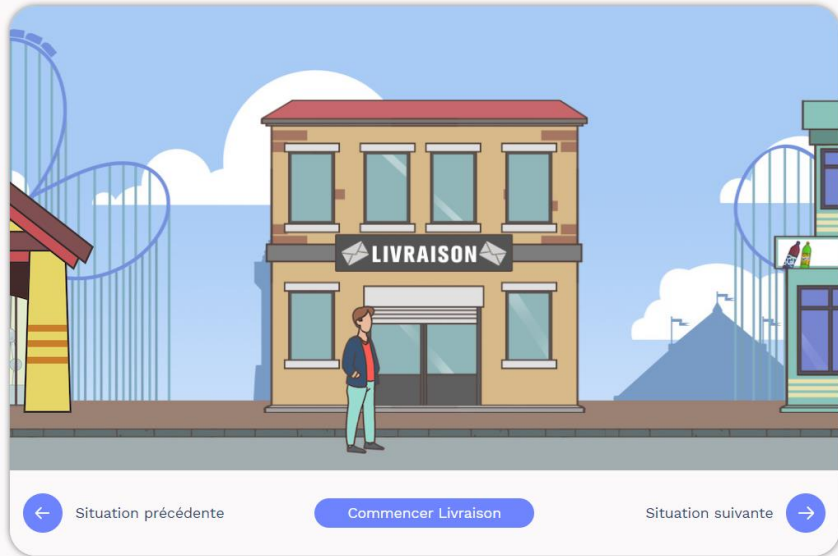 LIVRAISON
Situation précédente
Commencer Livraison
Situation suivante